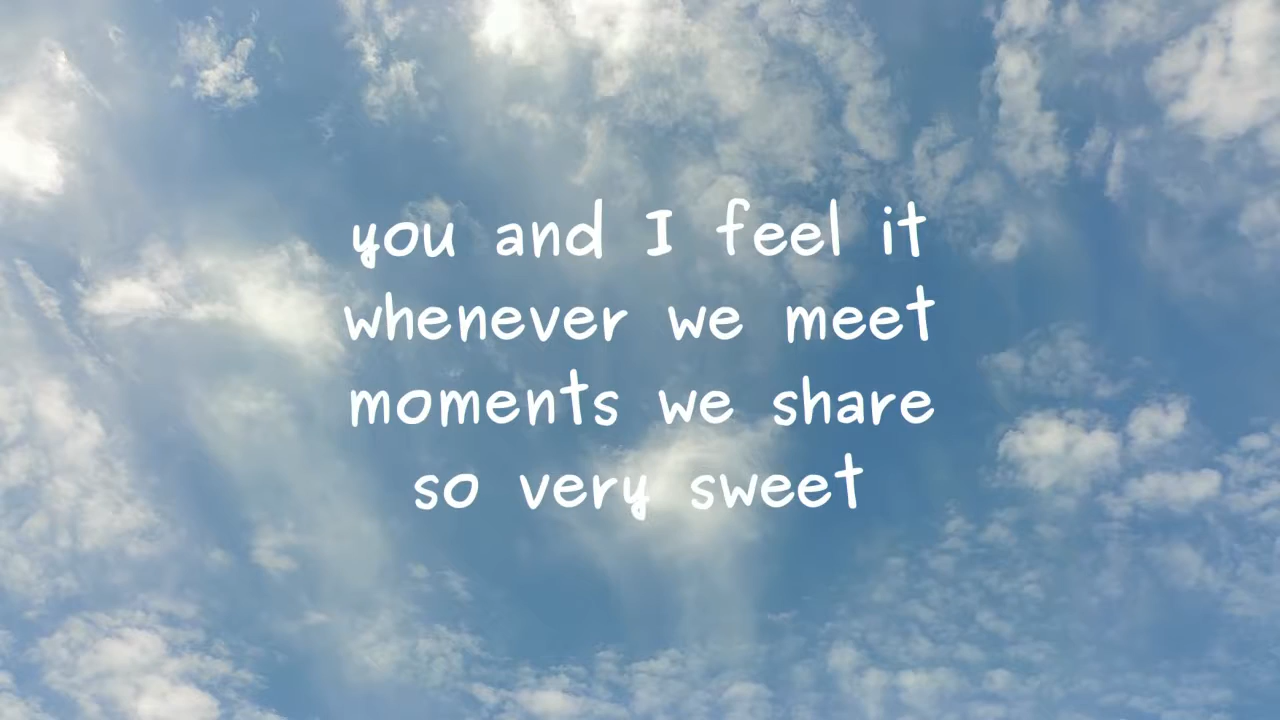 you and I feel it
whenever we meet
moments we share
so very sweet